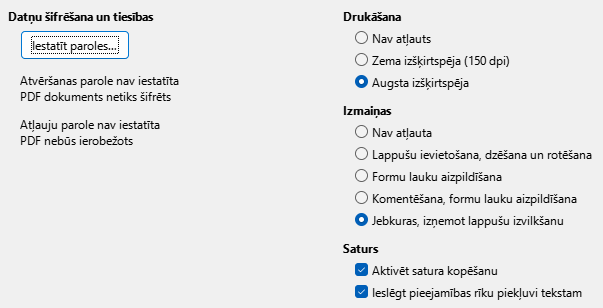 Datņu šifrēšana un tiesības
Iestatīt paroles...
Atvēršanas parole nav iestatīta
PDF dokuments netiks šifrēts
Atļauju parole nav iestatīta
PDF nebūs ierobežots
Drukāšana
Nav atļauts
Zema izšķirtspēja (150 dpi)
Augsta izšķirtspēja
Izmaiņas
Nav atļauta
Lappušu ievietošana, dzēšana un rotēšana
Formu lauku aizpildīšana
Komentēšana, formu lauku aizpildīšana
Jebkuras, izņemot lappušu izvilkšanu
Saturs
Aktivēt satura kopēšanu
Ieslēgt pieejamības rīku piekļuvi tekstam